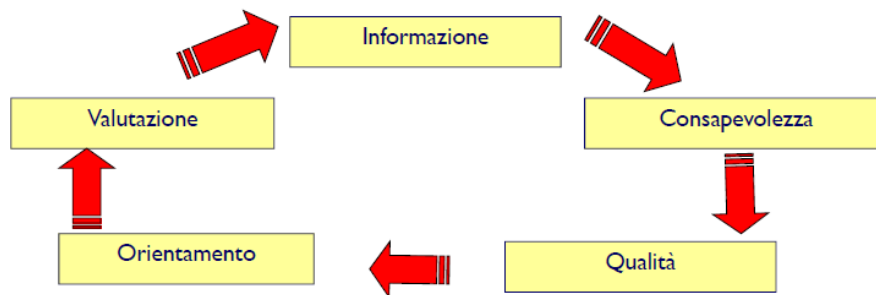 Informazione
Valutazione
Consapevolezza
Orientamento
Qualità